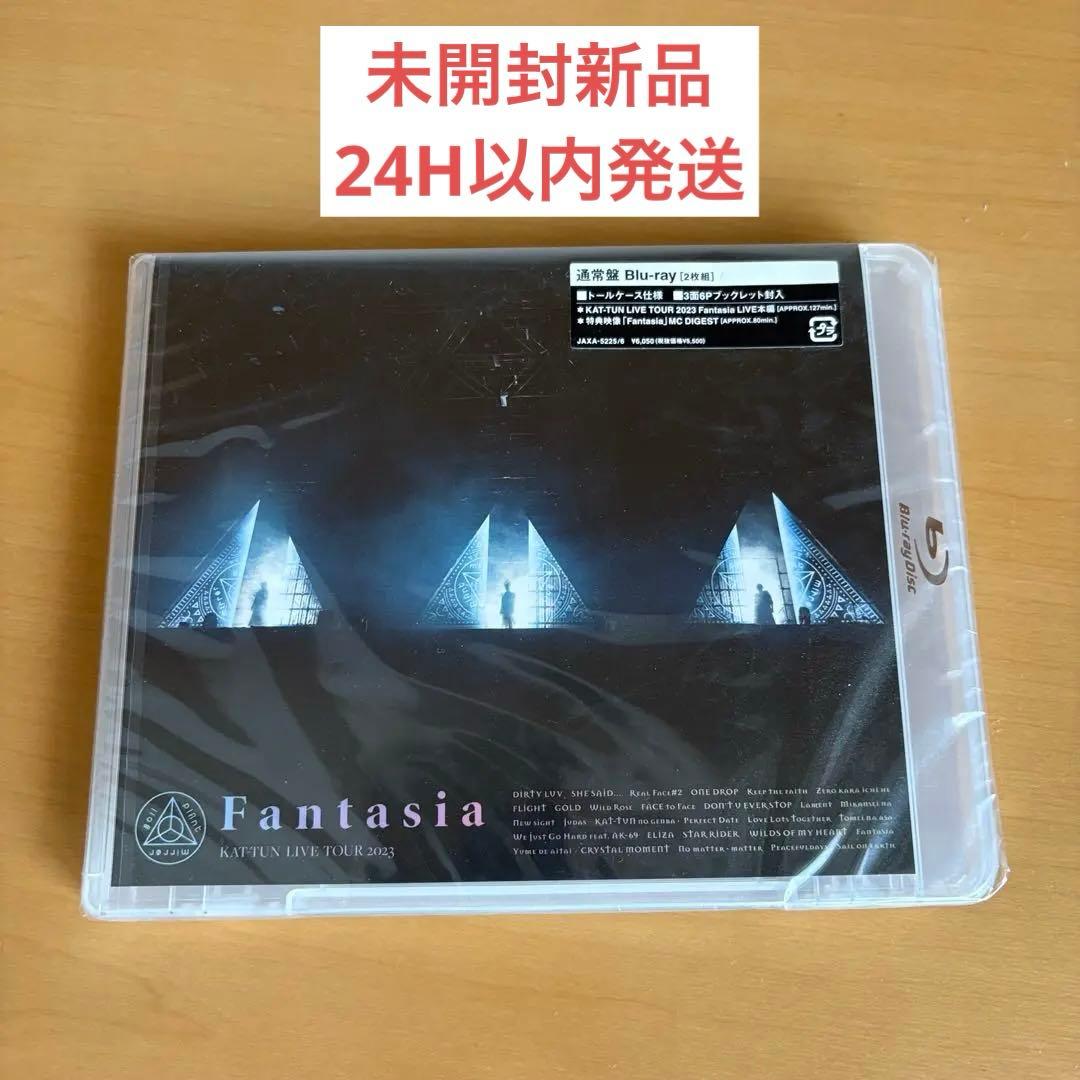 未開封新品
24H以内発送
通常盤 Blu-ray [2枚組]
■トールケース仕様 ■3面6Pブックレット封入
＊KAT-TUN LIVE TOUR 2023 Fantasia LIVE本編 [APPROX.127min.]
＊特典映像「Fantasia」MC DIGEST [APPROX.80min.]
JAXA-5225/6 ¥6,050(税抜価格¥5,500)
プラ
Blu-ray Disc
Fantasia
KAT-TUN LIVE TOUR 2023
DIRTY LUV, SHE SAID.... REAL FACE#2 ONE DROP KEEP THE FAITH ZERO KARA ICHI HE
FLIGHT GOLD WILD ROSE FACE TO FACE DON'T U EVER STOP LAMENT MIKANSEI NA
NEW SIGHT JUDAS KAT-TUN NO GENBA PERFECT DATE LOVE LOTS TOGETHER TOMEI NA ASO
WE JUST GO HARD FEAT. AK-69 ELIZA STAR RIDER WILDS OF MY HEART FANTASIA
YUME DE AITAI CRYSTAL MOMENT NO MATTER MATTER PEACEFULDAYS SAIL ON EARTH